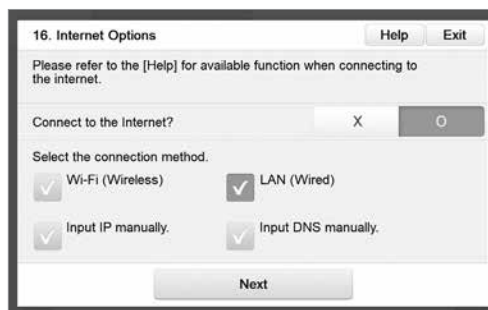 16. Internet Options
Help
Exit
Please refer to the [Help] for available function when connecting to
the internet.
Connect to the Internet?
X
O
Select the connection method.
Wi-Fi (Wireless)
LAN (Wired)
Input IP manually.
Input DNS manually.
Next